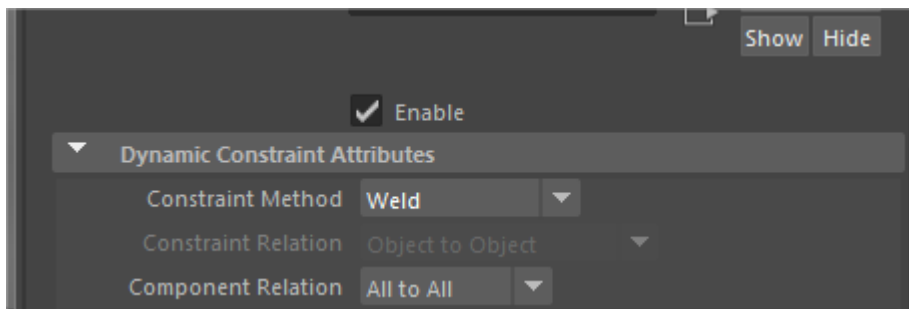 Show Hide
Enable
Dynamic Constraint Attributes
Constraint Method Weld
Constraint Relation Object to Object
Component Relation All to All